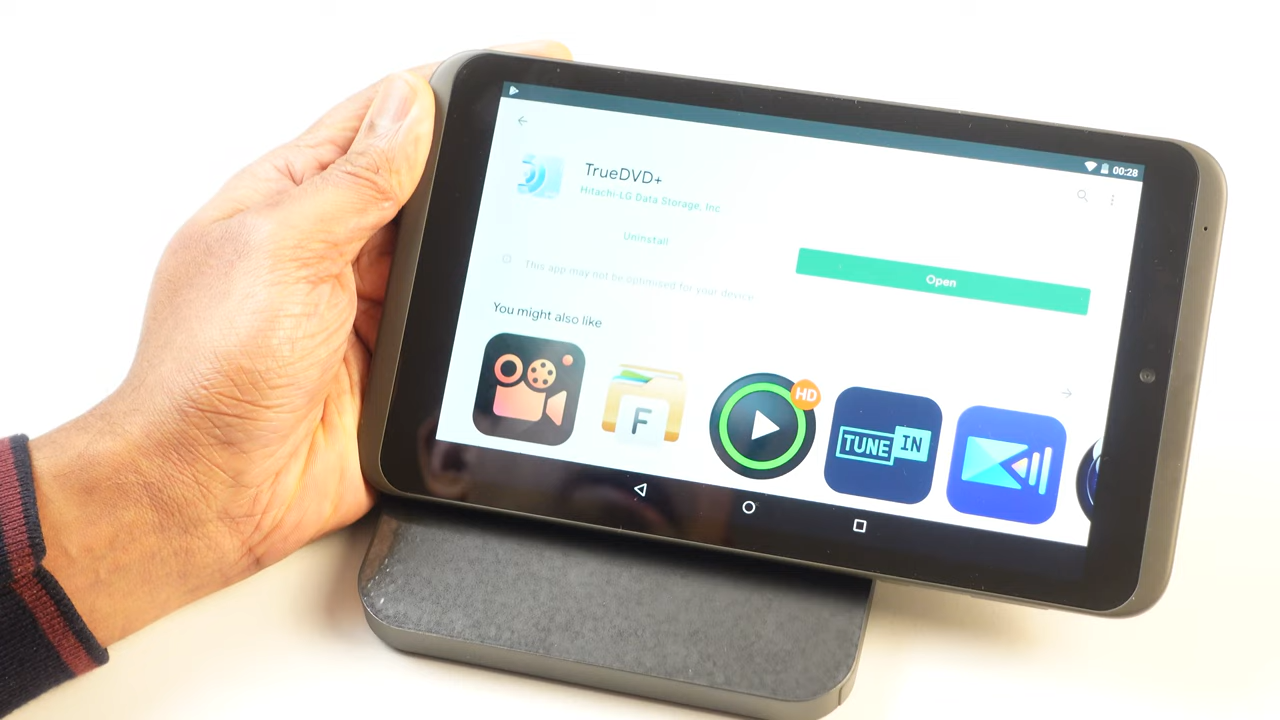 00:28
TrueDVD+
Hitachi-LG Data Storage, Inc.
Uninstall
Open
This app may not be optimised for your device.
You might also like
F
HD
TUNE IN